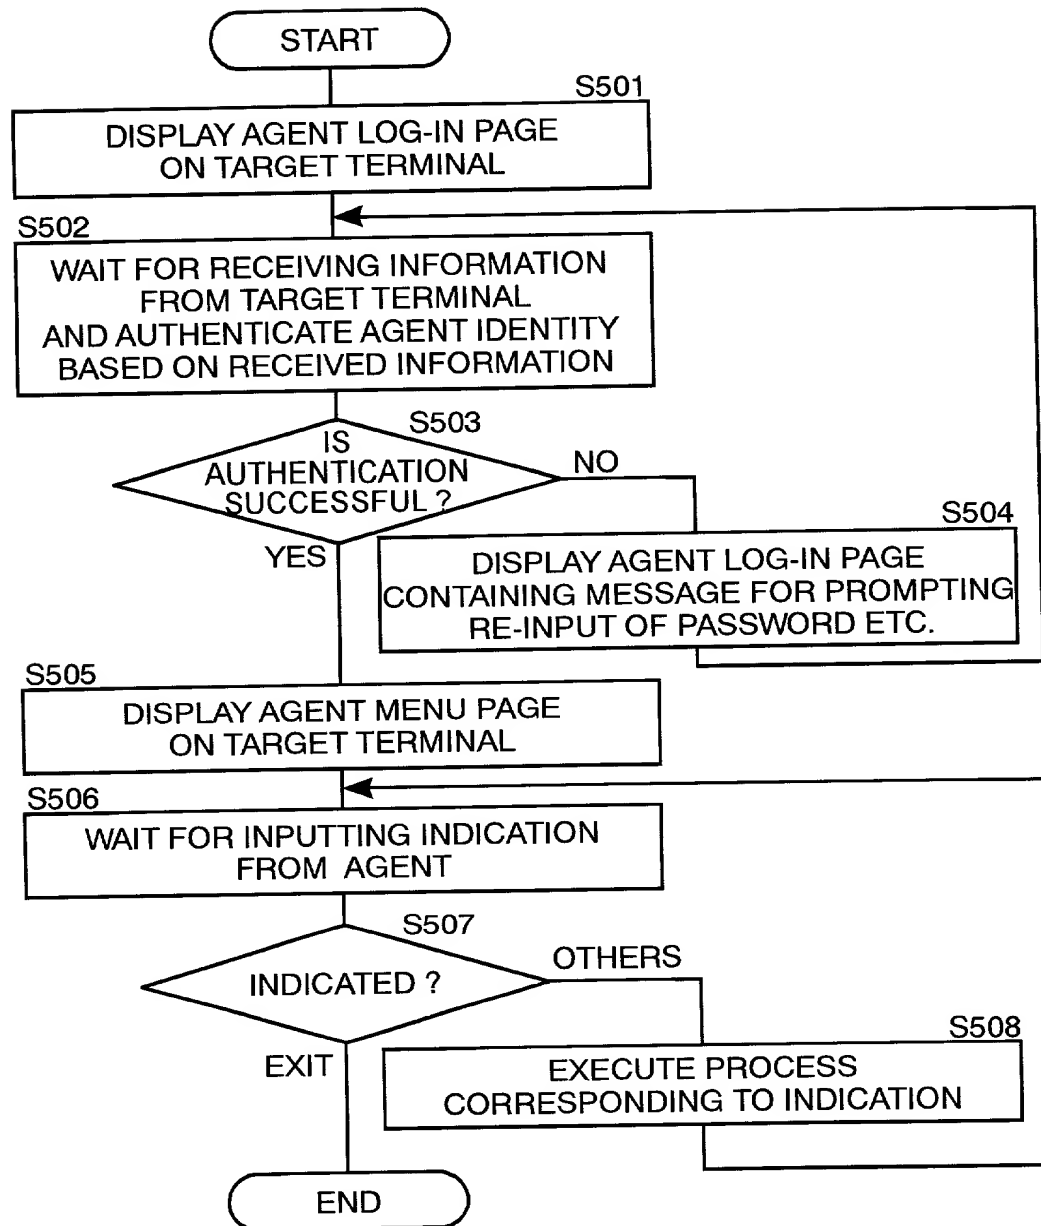 START
S501
DISPLAY AGENT LOG-IN PAGE
ON TARGET TERMINAL
S502
WAIT FOR RECEIVING INFORMATION
FROM TARGET TERMINAL
AND AUTHENTICATE AGENT IDENTITY
BASED ON RECEIVED INFORMATION
S503
IS
AUTHENTICATION
SUCCESSFUL ?
NO
YES
S504
DISPLAY AGENT LOG-IN PAGE
CONTAINING MESSAGE FOR PROMPTING
RE-INPUT OF PASSWORD ETC.
S505
DISPLAY AGENT MENU PAGE
ON TARGET TERMINAL
S506
WAIT FOR INPUTTING INDICATION
FROM AGENT
S507
INDICATED ?
OTHERS
EXIT
S508
EXECUTE PROCESS
CORRESPONDING TO INDICATION
END